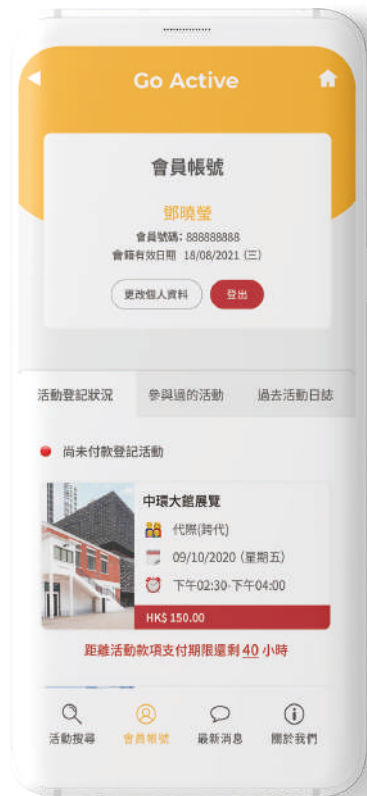 Go Active
會員帳號
鄧曉瑩
會員號碼: 888888888
會籍有效日期 18/08/2021 (三)
更改個人資料 登出
活動登記狀況 參與過的活動 過去活動日誌
尚未付款登記活動
中環大館展覽
代際(跨代)
09/10/2020 (星期五)
下午02:30-下午04:00
HK$ 150.00
距離活動款項支付期限還剩 40 小時
活動搜尋 會員帳號 最新消息 關於我們